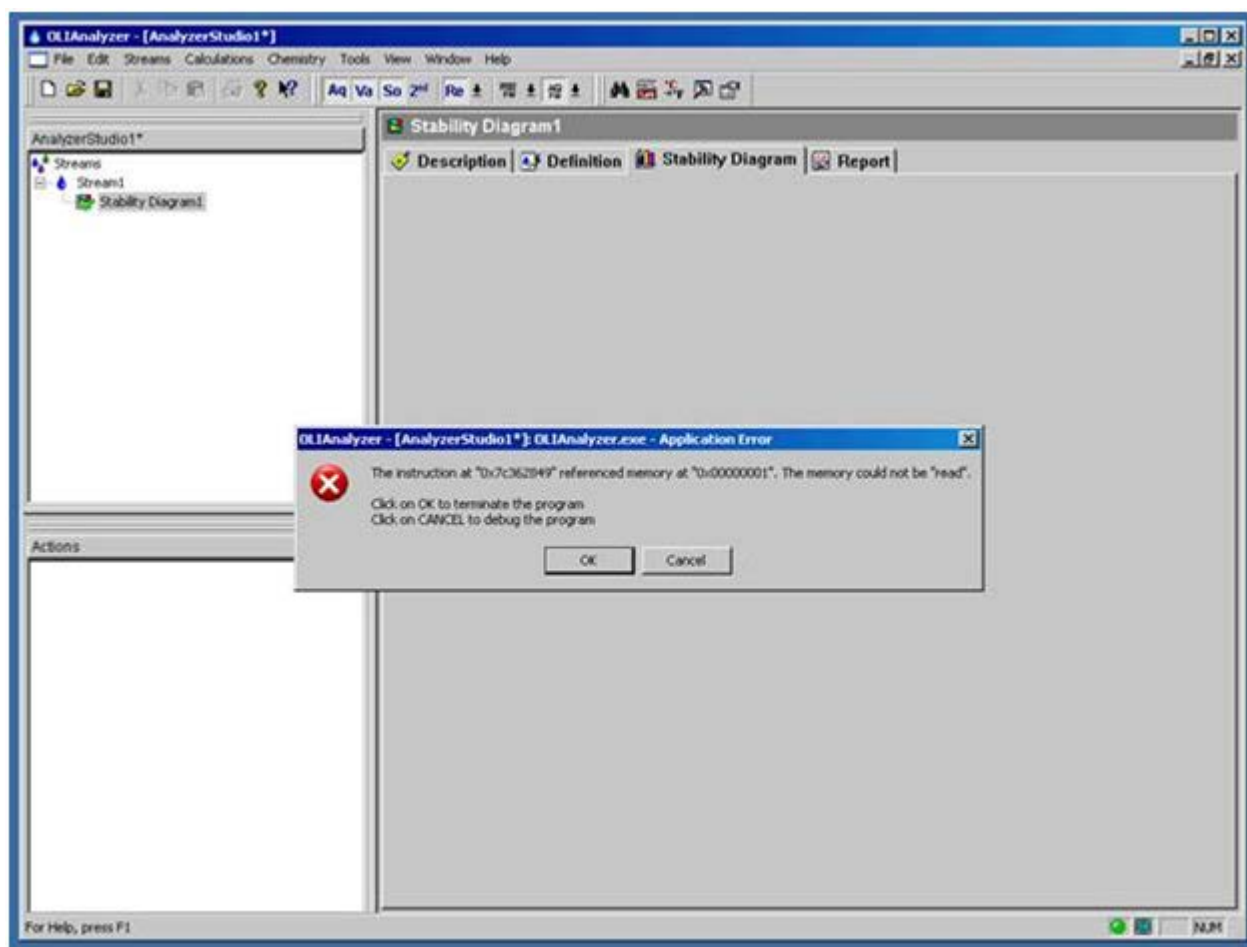 OLIAnalyzer - [AnalyzerStudio1*]
File Edit Streams Calculations Chemistry Tools View Window Help
Aq Va So 2nd Re
AnalyzerStudio1*
Stability Diagram1
Description Definition Stability Diagram Report
Streams
Stream1
Stability Diagram1
OLIAnalyzer - [AnalyzerStudio1*]: OLIAnalyzer.exe - Application Error
The instruction at "0x7c362849" referenced memory at "0x00000001". The memory could not be "read".
Click on OK to terminate the program
Click on CANCEL to debug the program
OK Cancel
Actions
For Help, press F1
NUM